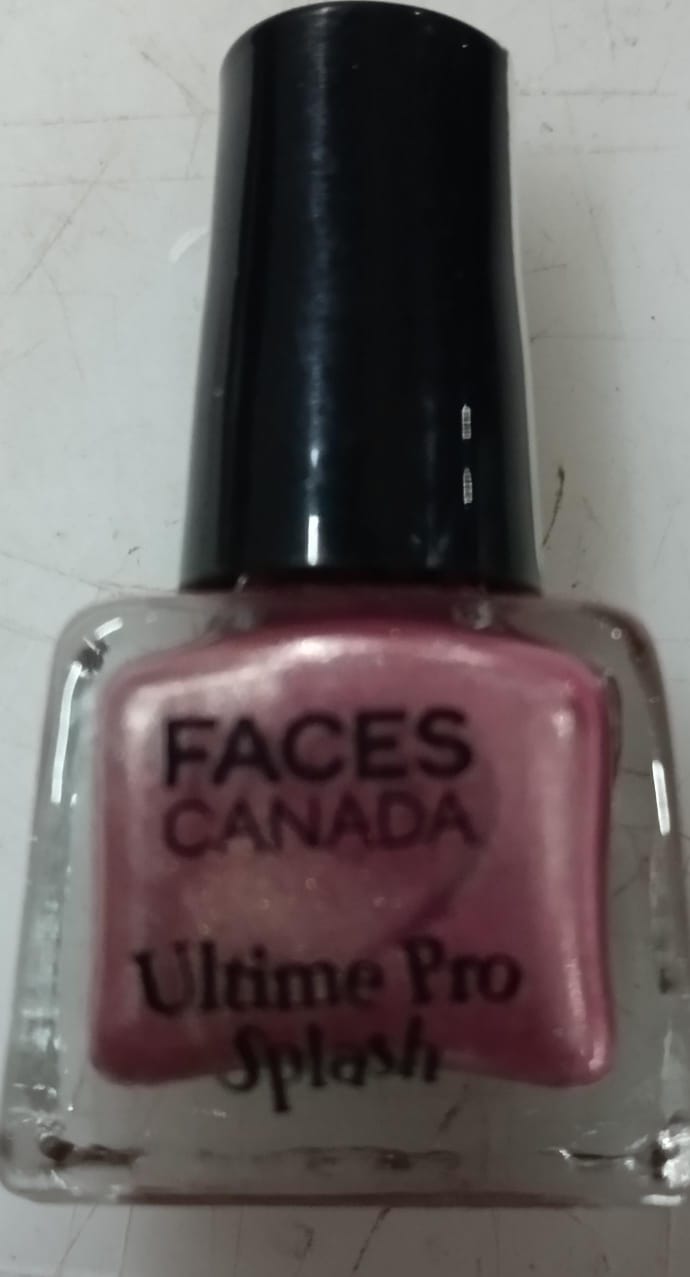 FACES
CANADA
Ultime Pro
Splash